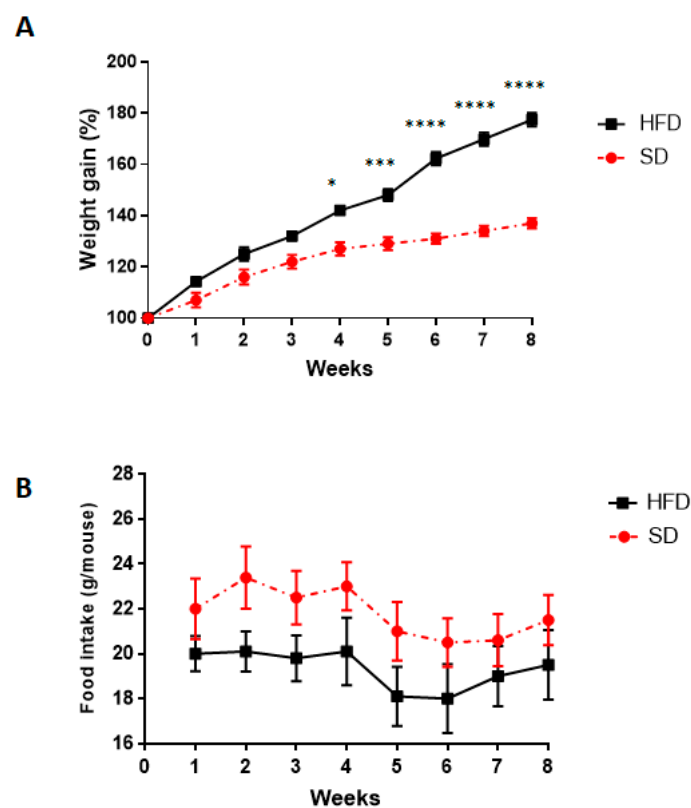 A
200
180
160
140
120
100
Weight gain (%)
*
***
****
****
****
HFD
SD
0 1 2 3 4 5 6 7 8
Weeks
B
28
26
24
22
20
18
16
Food intake (g/mouse)
HFD
SD
0 1 2 3 4 5 6 7 8
Weeks